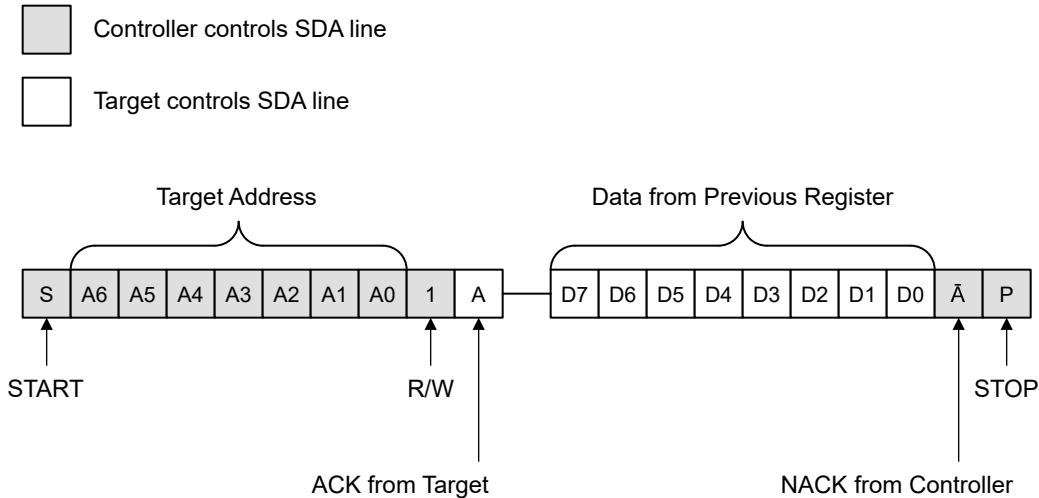 Controller controls SDA line
Target controls SDA line
Target Address
Data from Previous Register
S A6 A5 A4 A3 A2 A1 A0 1 A D7 D6 D5 D4 D3 D2 D1 D0 Ā P
START
R/W
STOP
ACK from Target
NACK from Controller